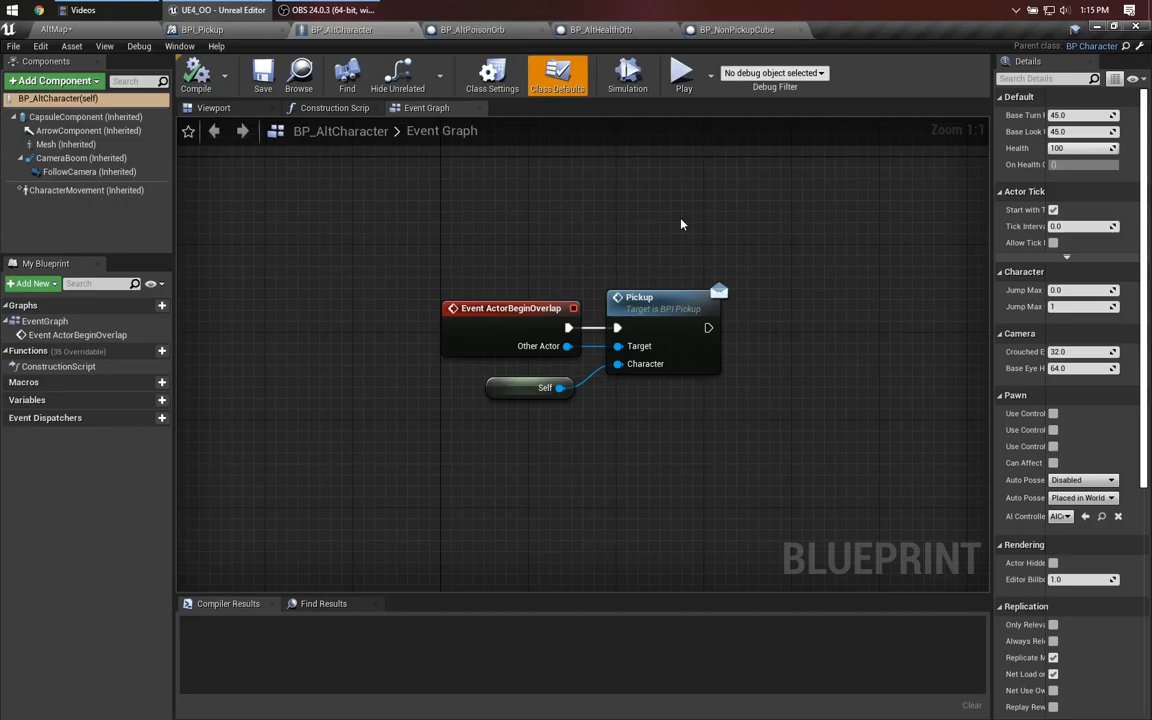 Videos
UE4_OO - Unreal Editor
OBS 24.0.3 (64-bit, wi...
1:15 PM
AltMap*
BPI_Pickup
BP_AltCharacter
BP_AltPoisonOrb
BP_AltHealthOrb
BP_NonPickupCube
File Edit Asset View Debug Window Help
Parent class: BP Character
Components
Add Component
Search
BP_AltCharacter(self)
CapsuleComponent (Inherited)
ArrowComponent (Inherited)
Mesh (Inherited)
CameraBoom (Inherited)
FollowCamera (Inherited)
CharacterMovement (Inherited)
My Blueprint
Add New
Search
Graphs
EventGraph
Event ActorBeginOverlap
Functions (35 Overridable)
ConstructionScript
Macros
Variables
Event Dispatchers
Compile
Save
Browse
Find
Hide Unrelated
Class Settings
Class Defaults
Simulation
Play
No debug object selected
Debug Filter
Viewport
Construction Scrip
Event Graph
BP_AltCharacter > Event Graph
Zoom 1:1
Event ActorBeginOverlap
Other Actor
Self
Pickup
Target is BPI Pickup
Target
Character
BLUEPRINT
Compiler Results
Find Results
Clear
Details
Search Details
Default
Base Turn F 45.0
Base Look 45.0
Health 100
On Health C ()
Actor Tick
Start with T
Tick Interv 0.0
Allow Tick
Character
Jump Max 0.0
Jump Max 1
Camera
Crouched E 32.0
Base Eye H 64.0
Pawn
Use Control
Use Control
Use Control
Can Affect
Auto Posse Disabled
Auto Posse Placed in World
AI Controlle AICo
Rendering
Actor Hidde
Editor Billbo 1.0
Replication
Only Releva
Always Rel
Replicate M
Net Load or
Net Use Ow
Replay Rew